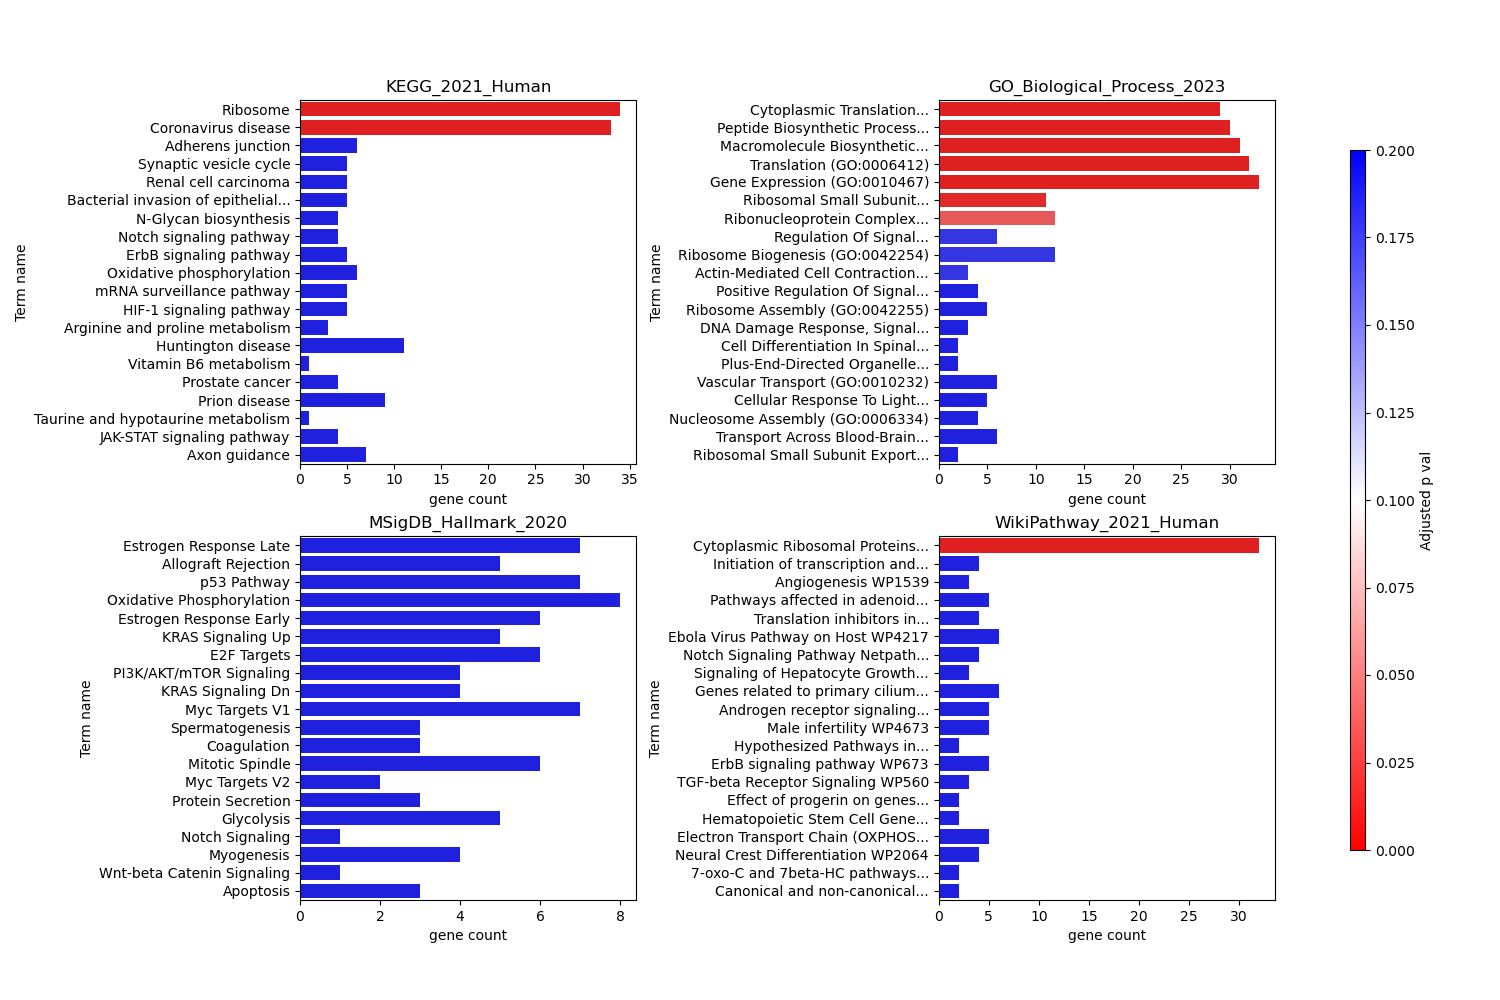 KEGG_2021_Human
Term name
Ribosome
Coronavirus disease
Adherens junction
Synaptic vesicle cycle
Renal cell carcinoma
Bacterial invasion of epithelial...
N-Glycan biosynthesis
Notch signaling pathway
ErbB signaling pathway
Oxidative phosphorylation
mRNA surveillance pathway
HIF-1 signaling pathway
Arginine and proline metabolism
Huntington disease
Vitamin B6 metabolism
Prostate cancer
Prion disease
Taurine and hypotaurine metabolism
JAK-STAT signaling pathway
Axon guidance
0 5 10 15 20 25 30 35
gene count
GO_Biological_Process_2023
Term name
Cytoplasmic Translation...
Peptide Biosynthetic Process...
Macromolecule Biosynthetic...
Translation (GO:0006412)
Gene Expression (GO:0010467)
Ribosomal Small Subunit...
Ribonucleoprotein Complex...
Regulation Of Signal...
Ribosome Biogenesis (GO:0042254)
Actin-Mediated Cell Contraction...
Positive Regulation Of Signal...
Ribosome Assembly (GO:0042255)
DNA Damage Response, Signal...
Cell Differentiation In Spinal...
Plus-End-Directed Organelle...
Vascular Transport (GO:0010232)
Cellular Response To Light...
Nucleosome Assembly (GO:0006334)
Transport Across Blood-Brain...
Ribosomal Small Subunit Export...
0 5 10 15 20 25 30
gene count
MSigDB_Hallmark_2020
Term name
Estrogen Response Late
Allograft Rejection
p53 Pathway
Oxidative Phosphorylation
Estrogen Response Early
KRAS Signaling Up
E2F Targets
PI3K/AKT/mTOR Signaling
KRAS Signaling Dn
Myc Targets V1
Spermatogenesis
Coagulation
Mitotic Spindle
Myc Targets V2
Protein Secretion
Glycolysis
Notch Signaling
Myogenesis
Wnt-beta Catenin Signaling
Apoptosis
0 2 4 6 8
gene count
WikiPathway_2021_Human
Term name
Cytoplasmic Ribosomal Proteins...
Initiation of transcription and...
Angiogenesis WP1539
Pathways affected in adenoid...
Translation inhibitors in...
Ebola Virus Pathway on Host WP4217
Notch Signaling Pathway Netpath...
Signaling of Hepatocyte Growth...
Genes related to primary cilium...
Androgen receptor signaling...
Male infertility WP4673
Hypothesized Pathways in...
ErbB signaling pathway WP673
TGF-beta Receptor Signaling WP560
Effect of progerin on genes...
Hematopoietic Stem Cell Gene...
Electron Transport Chain (OXPHOS...
Neural Crest Differentiation WP2064
7-oxo-C and 7beta-HC pathways...
Canonical and non-canonical...
0 5 10 15 20 25 30
gene count
0.200
0.175
0.150
0.125
0.100
0.075
0.050
0.025
0.000
Adjusted p val